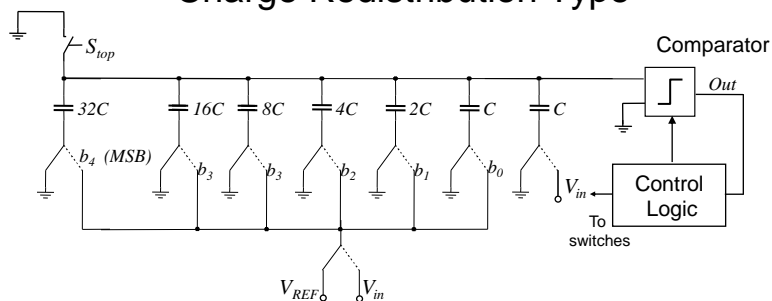 Charge Redistribution Type
S_top
Comparator
Out
32C
16C
8C
4C
2C
C
C
b_4 (MSB)
b_3
b_3
b_2
b_1
b_0
V_in
Control
Logic
To
switches
V_REF
V_in